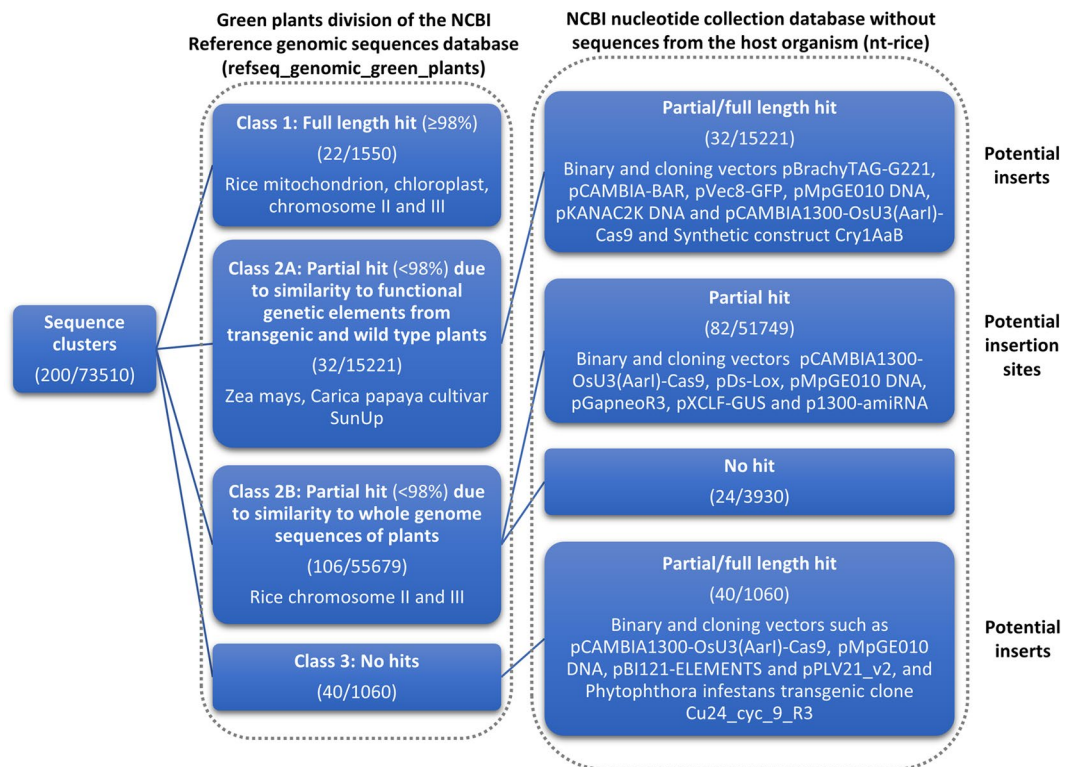 Green plants division of the NCBI
Reference genomic sequences database
(refseq_genomic_green_plants)
NCBI nucleotide collection database without
sequences from the host organism (nt-rice)
Sequence
clusters
(200/73510)
Class 1: Full length hit (≥98%)
(22/1550)
Rice mitochondrion, chloroplast,
chromosome II and III
Class 2A: Partial hit (<98%) due
to similarity to functional
genetic elements from
transgenic and wild type plants
(32/15221)
Zea mays, Carica papaya cultivar
SunUp
Class 2B: Partial hit (<98%) due
to similarity to whole genome
sequences of plants
(106/55679)
Rice chromosome II and III
Class 3: No hits
(40/1060)
Partial/full length hit
(32/15221)
Binary and cloning vectors pBrachyTAG-G221,
pCAMBIA-BAR, pVec8-GFP, pMpGE010 DNA,
pKANAC2K DNA and pCAMBIA1300-OsU3(AarI)-
Cas9 and Synthetic construct Cry1AaB
Potential
inserts
Partial hit
(82/51749)
Binary and cloning vectors pCAMBIA1300-
OsU3(AarI)-Cas9, pDs-Lox, pMpGE010 DNA,
pGapneoR3, pXCLF-GUS and p1300-amiRNA
Potential
insertion
sites
No hit
(24/3930)
Partial/full length hit
(40/1060)
Binary and cloning vectors such as
pCAMBIA1300-OsU3(AarI)-Cas9, pMpGE010
DNA, pBI121-ELEMENTS and pPLV21_v2, and
Phytophthora infestans transgenic clone
Cu24_cyc_9_R3
Potential
inserts